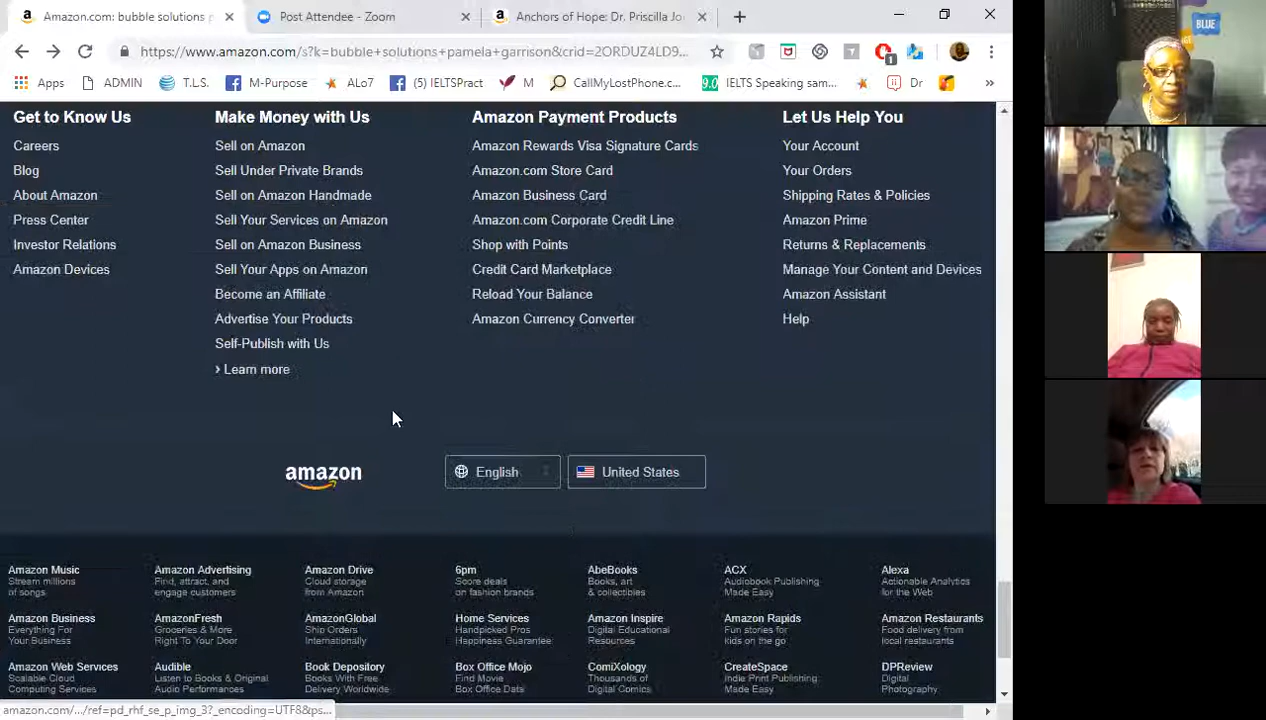 Amazon.com: bubble solutions p
Post Attendee - Zoom
Anchors of Hope: Dr. Priscilla Jo
https://www.amazon.com/s?k=bubble+solutions+pamela+garrison&crid=2ORDUZ4LD9...
1
Apps
ADMIN
T.L.S.
M-Purpose
ALo7
(5) IELTSPract
M
CallMyLostPhone.c...
9.0
IELTS Speaking sam...
Dr
»
BLUE
Get to Know Us
Careers
Blog
About Amazon
Press Center
Investor Relations
Amazon Devices
Make Money with Us
Sell on Amazon
Sell Under Private Brands
Sell on Amazon Handmade
Sell Your Services on Amazon
Sell on Amazon Business
Sell Your Apps on Amazon
Become an Affiliate
Advertise Your Products
Self-Publish with Us
› Learn more
Amazon Payment Products
Amazon Rewards Visa Signature Cards
Amazon.com Store Card
Amazon Business Card
Amazon.com Corporate Credit Line
Shop with Points
Credit Card Marketplace
Reload Your Balance
Amazon Currency Converter
Let Us Help You
Your Account
Your Orders
Shipping Rates & Policies
Amazon Prime
Returns & Replacements
Manage Your Content and Devices
Amazon Assistant
Help
amazon
English
United States
Amazon Music
Stream millions
of songs
Amazon Advertising
Find, attract, and
engage customers
Amazon Drive
Cloud storage
from Amazon
6pm
Score deals
on fashion brands
AbeBooks
Books, art
& collectibles
ACX
Audiobook Publishing
Made Easy
Alexa
Actionable Analytics
for the Web
Amazon Business
Everything For
Your Business
AmazonFresh
Groceries & More
Right To Your Door
AmazonGlobal
Ship Orders
Internationally
Home Services
Handpicked Pros
Happiness Guarantee
Amazon Inspire
Digital Educational
Resources
Amazon Rapids
Fun stories for
kids on the go
Amazon Restaurants
Food delivery from
local restaurants
Amazon Web Services
Scalable Cloud
Computing Services
Audible
Listen to Books & Original
Audio Performances
Book Depository
Books With Free
Delivery Worldwide
Box Office Mojo
Find Movie
Box Office Data
ComiXology
Thousands of
Digital Comics
CreateSpace
Indie Print Publishing
Made Easy
DPReview
Digital
Photography
amazon.com/.../ref=pd_rhf_se_p_img_3?_encoding=UTF8&ps...